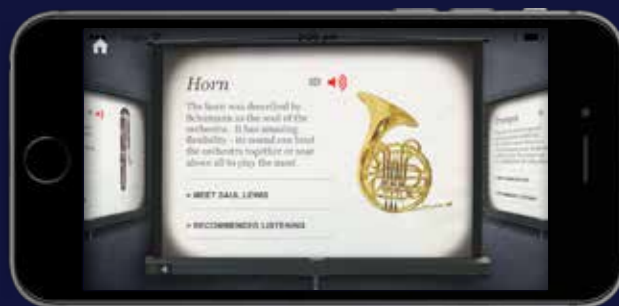 Horn
The horn was described by
Schumann as the soul of the
orchestra. It has amazing
flexibility - its sound can bind
the orchestra together or soar
above all to play the
» MEET SAUL LEWIS
» RECOMMENDED LISTENING
Trumpet